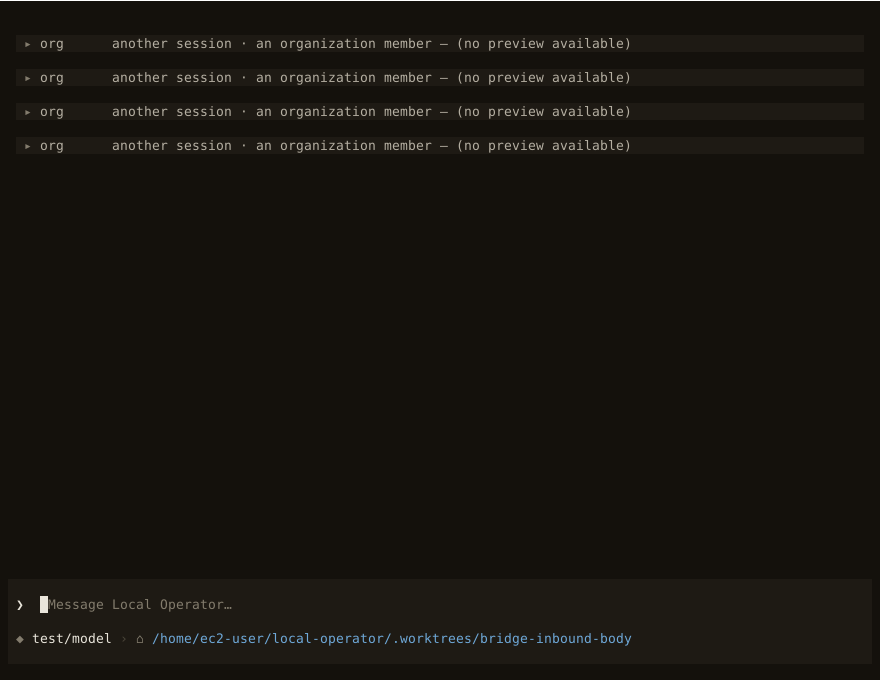 ▸ org      another session · an organization member — (no preview available)
▸ org      another session · an organization member — (no preview available)
▸ org      another session · an organization member — (no preview available)
▸ org      another session · an organization member — (no preview available)
❯ Message Local Operator…
◆ test/model › ⌂ /home/ec2-user/local-operator/.worktrees/bridge-inbound-body